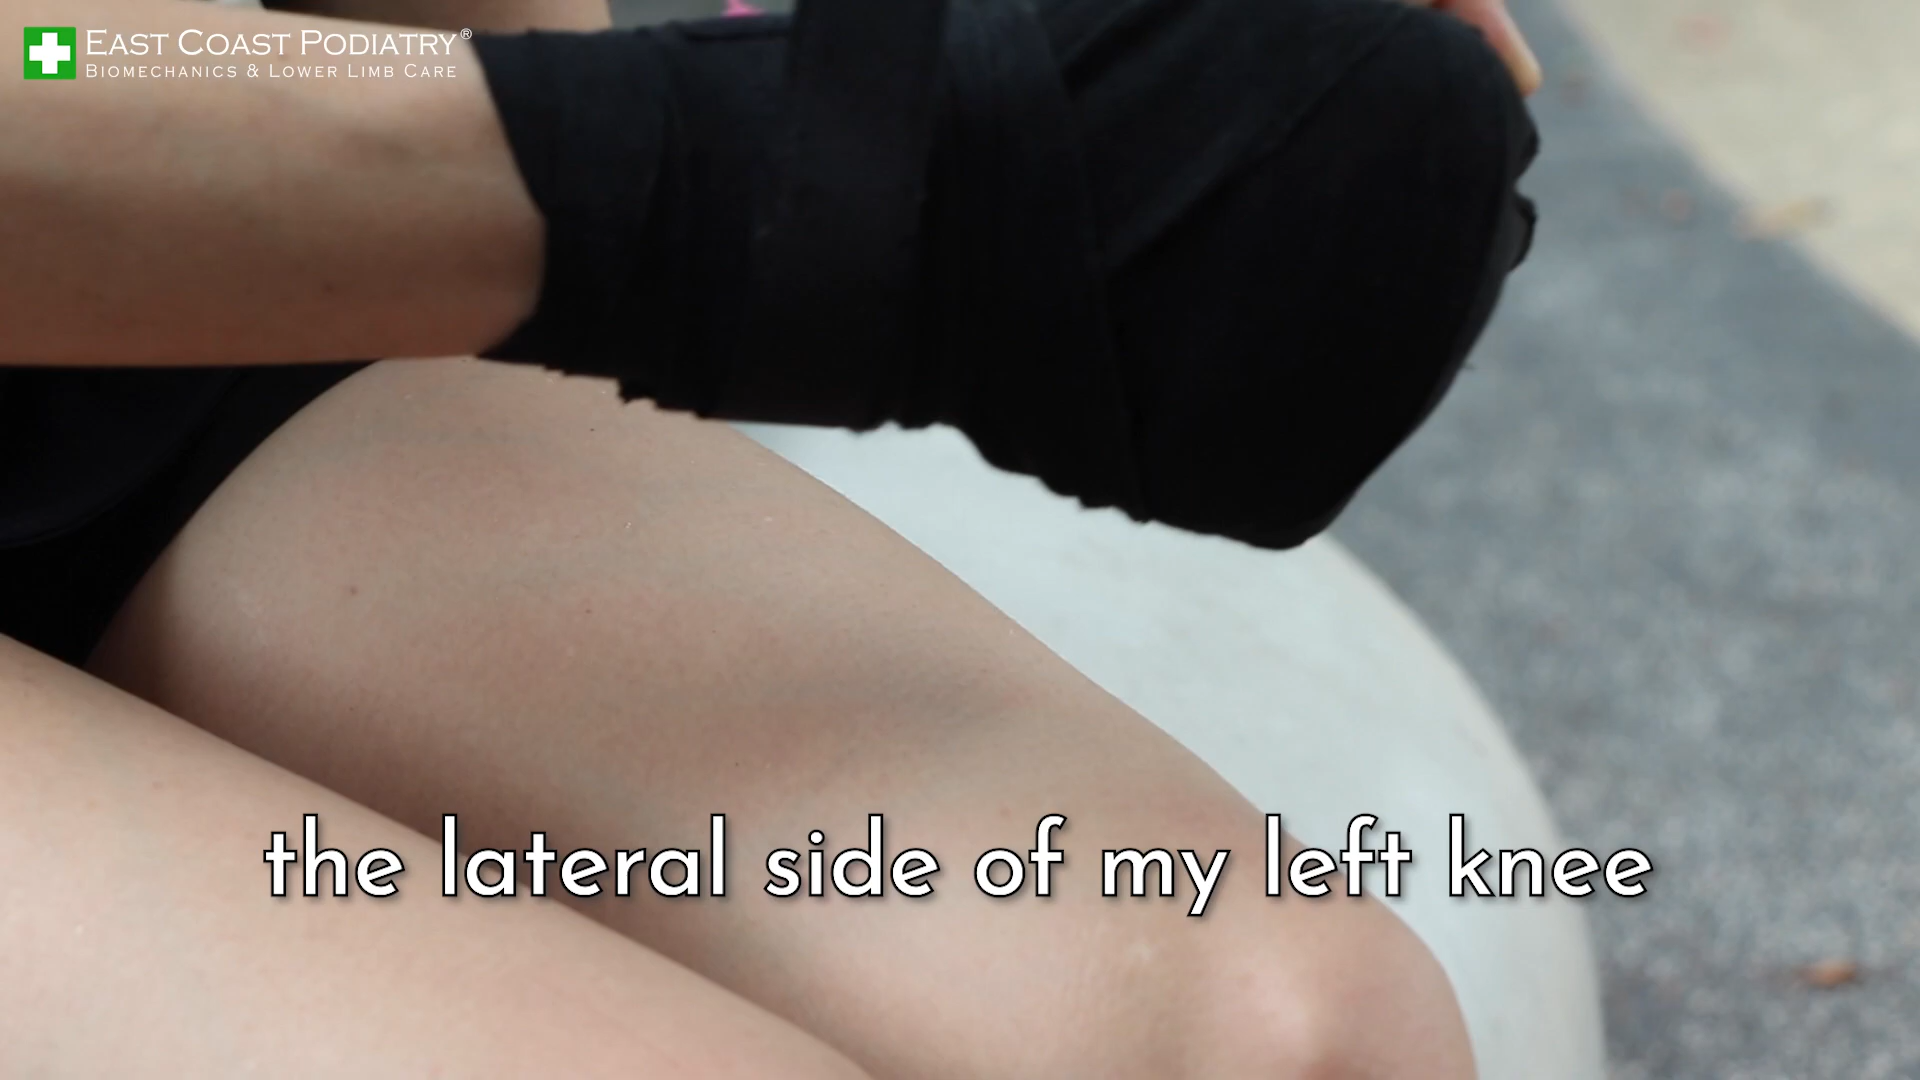 EAST COAST PODIATRY®
BIOMECHANICS & LOWER LIMB CARE
the lateral side of my left knee